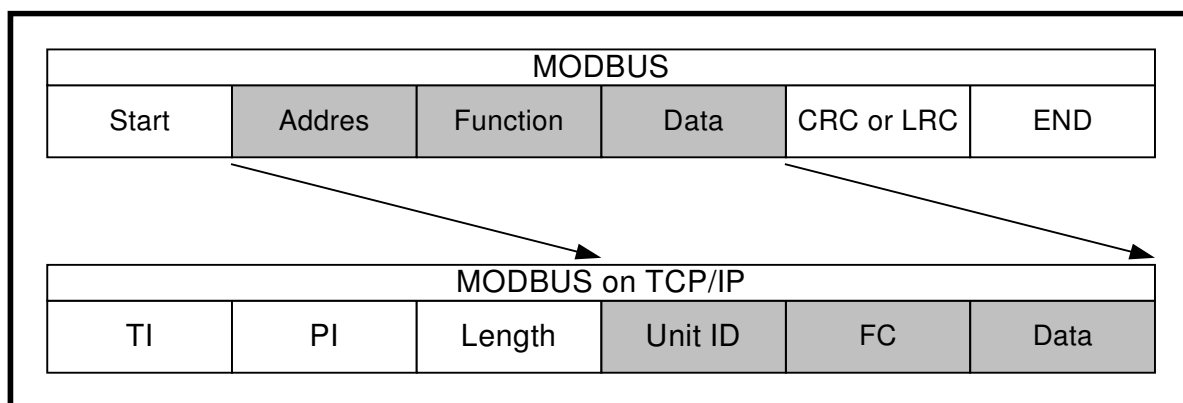 MODBUS
Start Addres Function Data CRC or LRC END
MODBUS on TCP/IP
TI PI Length Unit ID FC Data